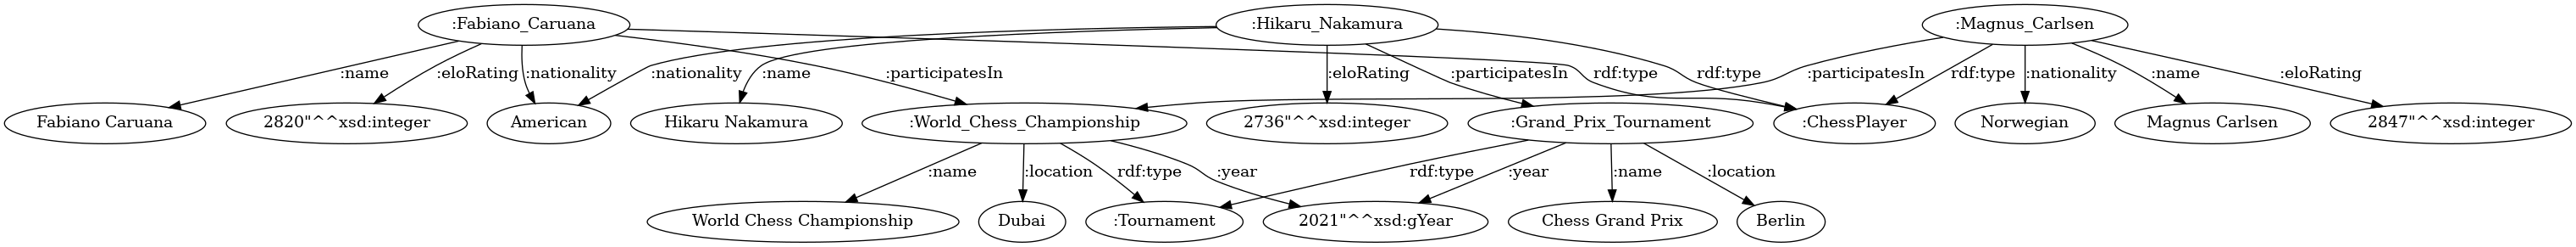 :Fabiano_Caruana
:Hikaru_Nakamura
:Magnus_Carlsen
:name
:eloRating
:nationality
:nationality
:name
:participatesIn
:eloRating
:participatesIn
rdf:type
rdf:type
:participatesIn
rdf:type
:nationality
:name
:eloRating
Fabiano Caruana
2820"^^xsd:integer
American
Hikaru Nakamura
:World_Chess_Championship
2736"^^xsd:integer
:Grand_Prix_Tournament
:ChessPlayer
Norwegian
Magnus Carlsen
2847"^^xsd:integer
:name
:location
rdf:type
:year
rdf:type
:year
:name
:location
World Chess Championship
Dubai
:Tournament
2021"^^xsd:gYear
Chess Grand Prix
Berlin